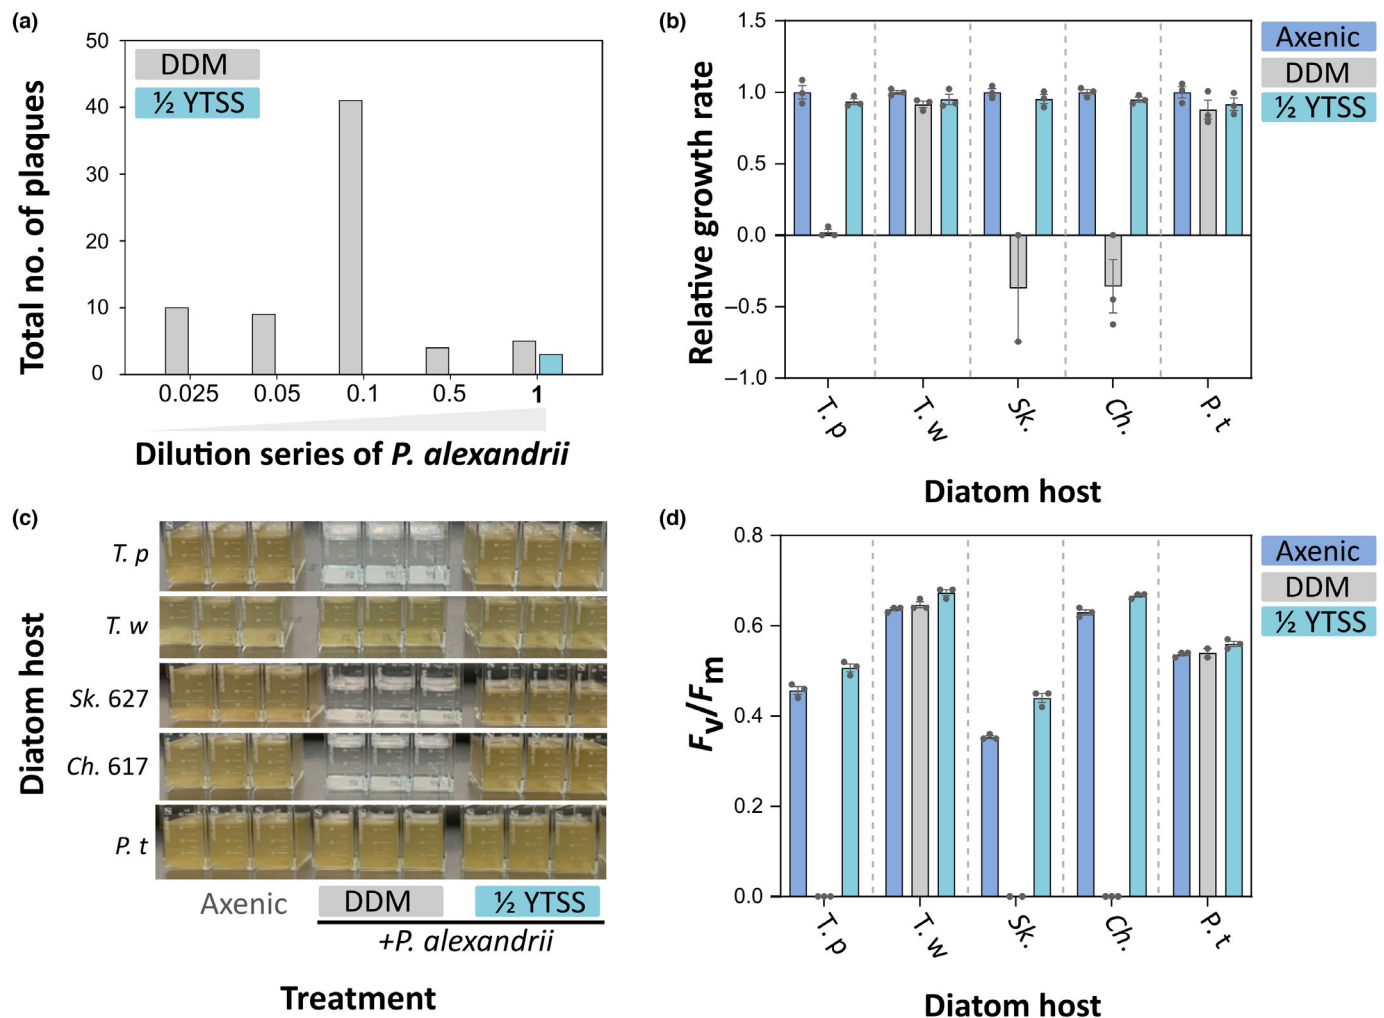 (a)
Total no. of plaques
50
40
30
20
10
0
DDM
½ YTSS
0.025 0.05 0.1 0.5 1
Dilution series of P. alexandrii
(b)
Relative growth rate
1.5
1.0
0.5
0.0
–0.5
–1.0
Axenic
DDM
½ YTSS
T. p T. w Sk. Ch. P. t
Diatom host
(c)
Diatom host
T. p
T. w
Sk. 627
Ch. 617
P. t
Axenic DDM ½ YTSS
+P. alexandrii
Treatment
(d)
Fv/Fm
0.8
0.6
0.4
0.2
0.0
Axenic
DDM
½ YTSS
T. p T. w Sk. Ch. P. t
Diatom host